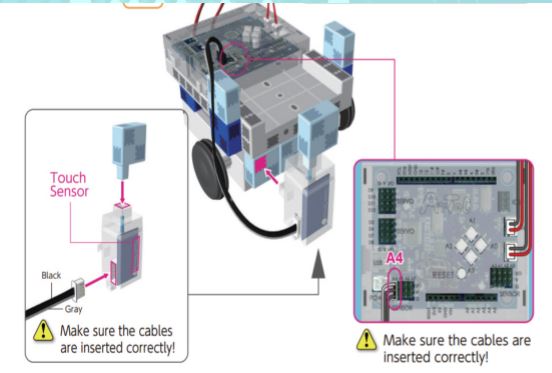 Touch
Sensor
Black
Gray
Make sure the cables
are inserted correctly!
A4
RESET
Make sure the cables are
inserted correctly!